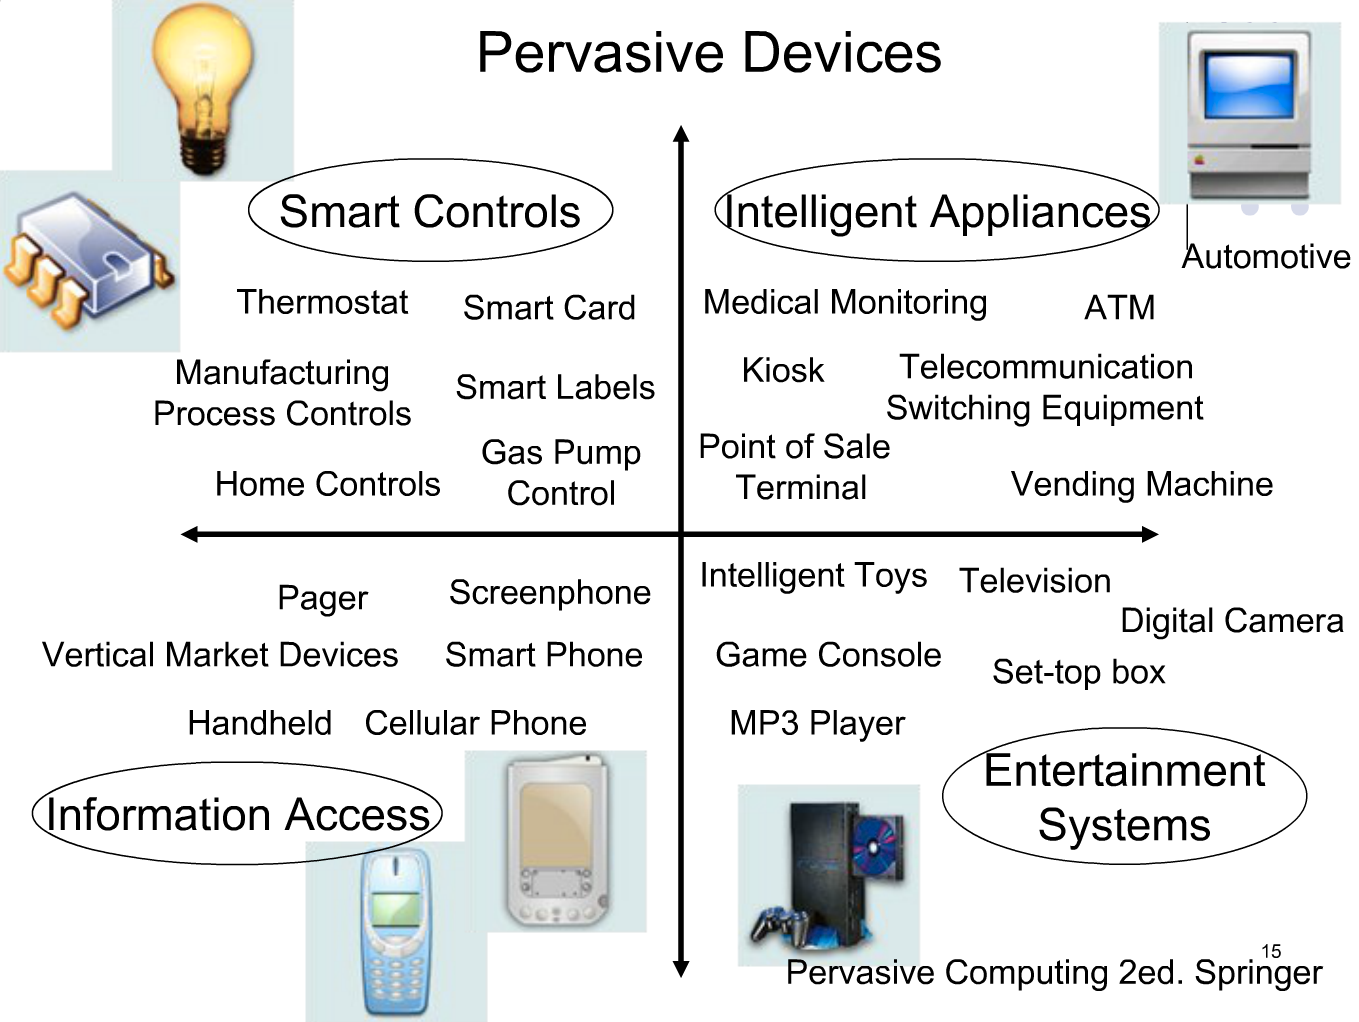 Pervasive Devices
Smart Controls
Thermostat
Smart Card
Manufacturing
Process Controls
Smart Labels
Home Controls
Gas Pump
Control
Intelligent Appliances
Automotive
Medical Monitoring
ATM
Kiosk
Telecommunication
Switching Equipment
Point of Sale
Terminal
Vending Machine
Pager
Screenphone
Vertical Market Devices
Smart Phone
Handheld
Cellular Phone
Information Access
Intelligent Toys
Television
Digital Camera
Game Console
Set-top box
MP3 Player
Entertainment
Systems
15
Pervasive Computing 2ed. Springer